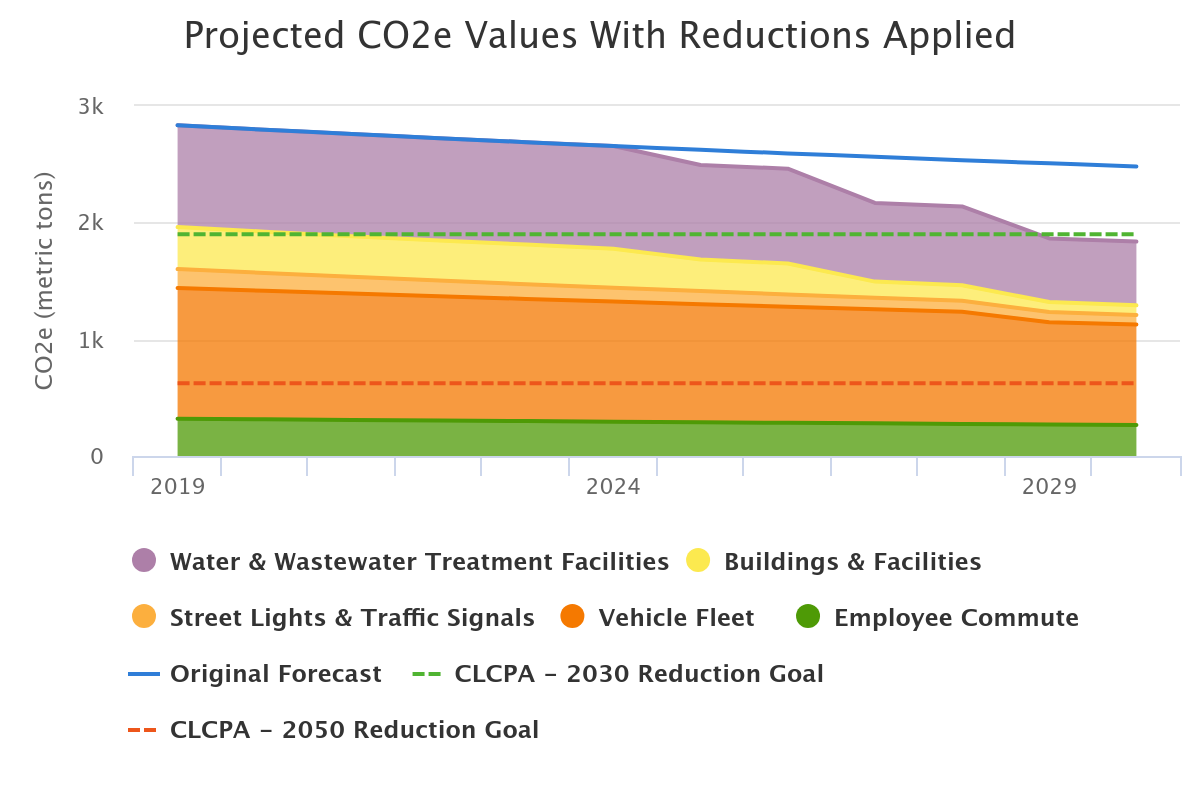 Projected CO2e Values With Reductions Applied
CO2e (metric tons)
3k
2k
1k
0
2019 2024 2029
Water & Wastewater Treatment Facilities Buildings & Facilities
Street Lights & Traffic Signals Vehicle Fleet Employee Commute
Original Forecast CLCPA – 2030 Reduction Goal
CLCPA – 2050 Reduction Goal